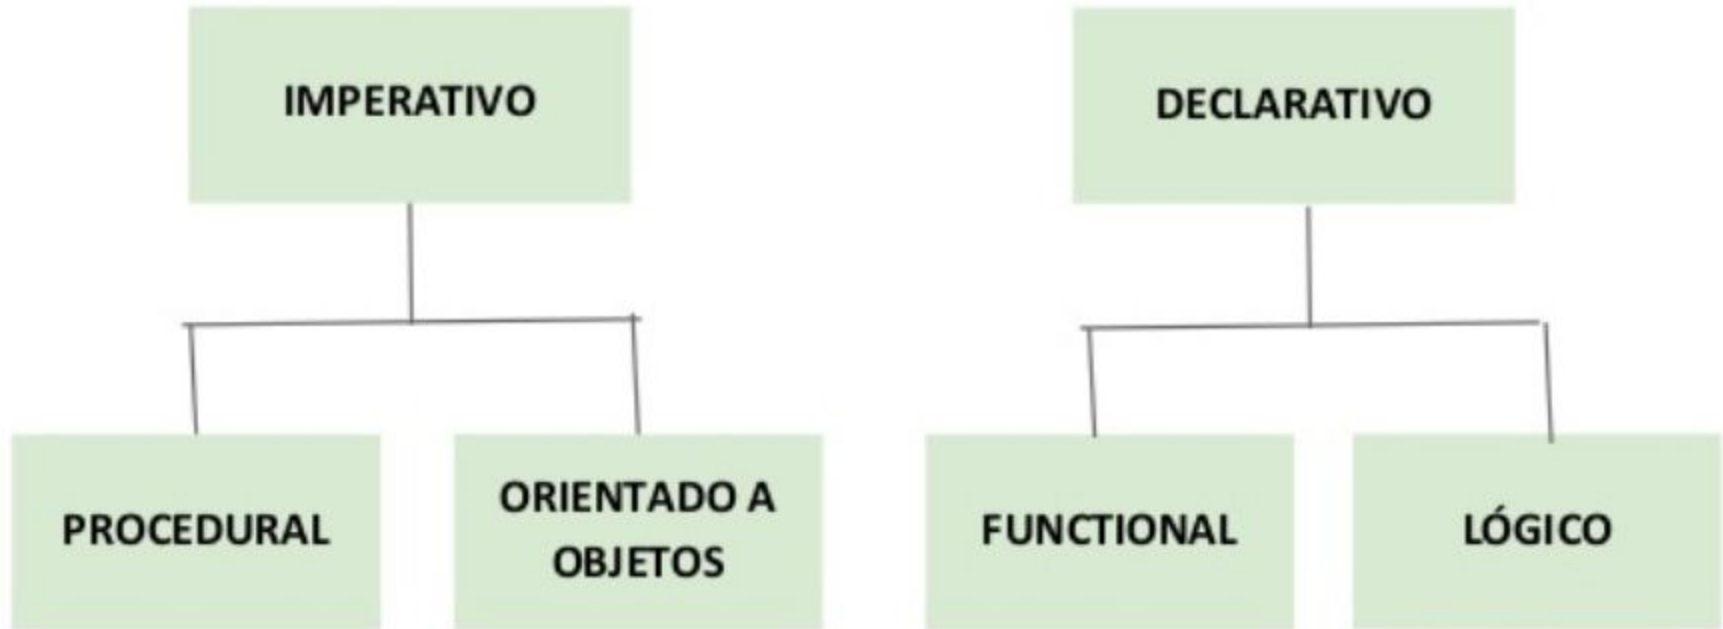 IMPERATIVO
DECLARATIVO
PROCEDURAL
ORIENTADO A
OBJETOS
FUNCTIONAL
LÓGICO